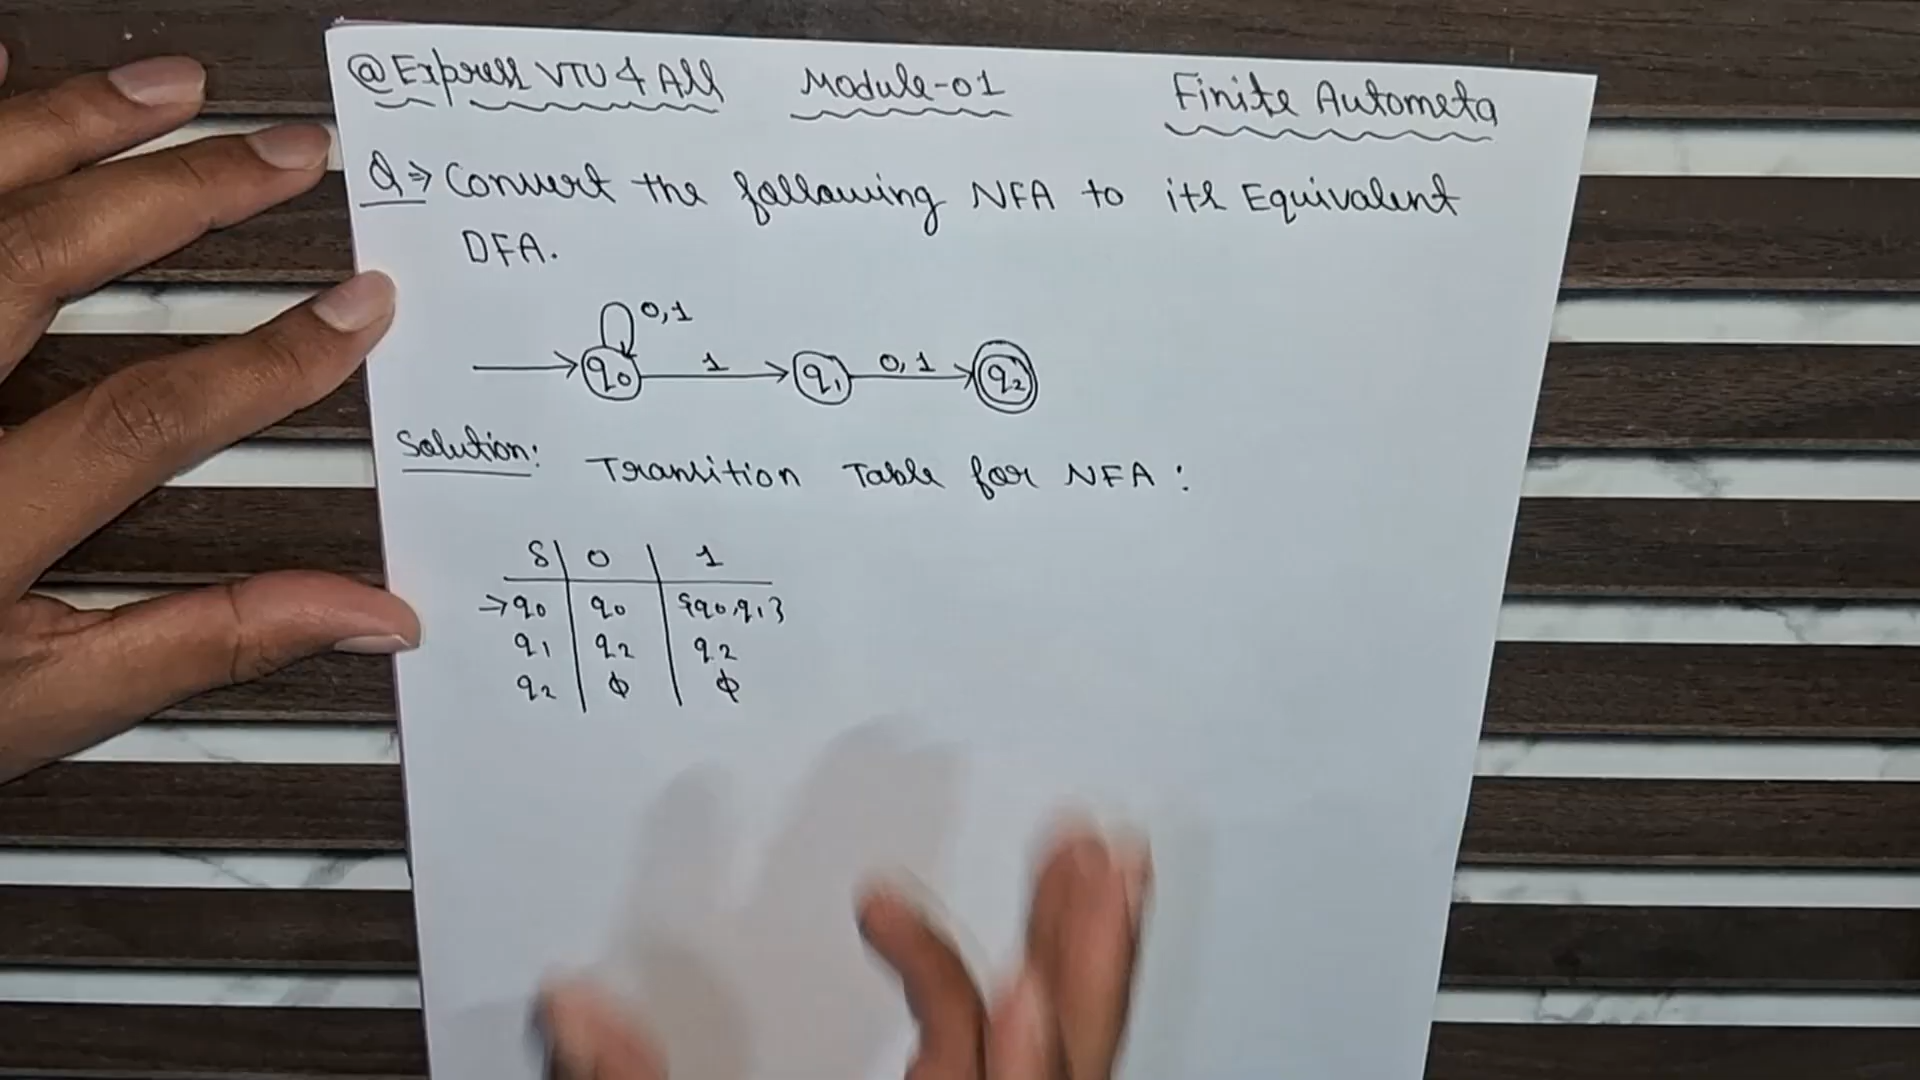 @Express VTU 4 All Module-01 Finite Autometa
Q⇒ Convert the following NFA to its Equivalent
DFA.
0,1
q0 1 q1 0,1 q2
Solution: Transition Table for NFA :
δ 0 1
→q0 q0 {q0,q1}
q1 q2 q2
q2 ϕ ϕ